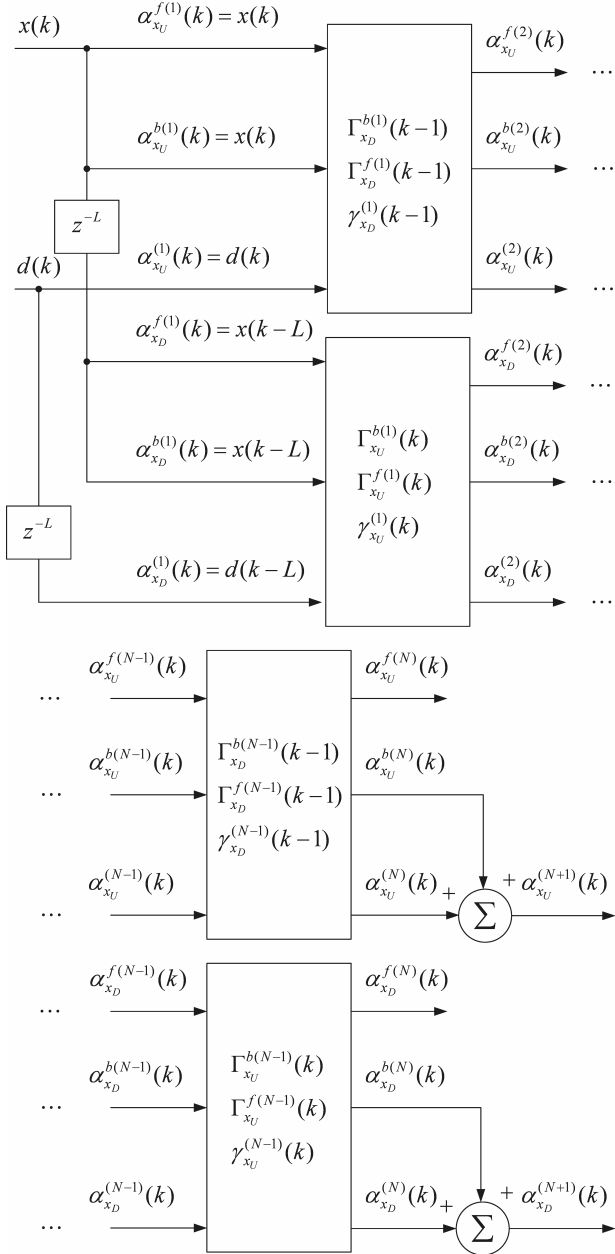 x(k)
α_{x_U}^{f(1)}(k) = x(k)
α_{x_U}^{f(2)}(k) ...
α_{x_U}^{b(1)}(k) = x(k)
Γ_{x_D}^{b(1)}(k−1)
Γ_{x_D}^{f(1)}(k−1)
γ_{x_D}^{(1)}(k−1)
α_{x_U}^{b(2)}(k) ...
z^{−L}
d(k)
α_{x_U}^{(1)}(k) = d(k)
α_{x_U}^{(2)}(k) ...
α_{x_D}^{f(1)}(k) = x(k−L)
α_{x_D}^{f(2)}(k) ...
α_{x_D}^{b(1)}(k) = x(k−L)
Γ_{x_U}^{b(1)}(k)
Γ_{x_U}^{f(1)}(k)
γ_{x_U}^{(1)}(k)
α_{x_D}^{b(2)}(k) ...
z^{−L}
α_{x_D}^{(1)}(k) = d(k−L)
α_{x_D}^{(2)}(k) ...
... α_{x_U}^{f(N−1)}(k)
α_{x_U}^{f(N)}(k)
... α_{x_U}^{b(N−1)}(k)
Γ_{x_D}^{b(N−1)}(k−1)
Γ_{x_D}^{f(N−1)}(k−1)
γ_{x_D}^{(N−1)}(k−1)
α_{x_U}^{b(N)}(k)
... α_{x_U}^{(N−1)}(k)
α_{x_U}^{(N)}(k) + Σ + α_{x_U}^{(N+1)}(k)
... α_{x_D}^{f(N−1)}(k)
α_{x_D}^{f(N)}(k)
... α_{x_D}^{b(N−1)}(k)
Γ_{x_U}^{b(N−1)}(k)
Γ_{x_U}^{f(N−1)}(k)
γ_{x_U}^{(N−1)}(k)
α_{x_D}^{b(N)}(k)
... α_{x_D}^{(N−1)}(k)
α_{x_D}^{(N)}(k) + Σ + α_{x_D}^{(N+1)}(k)